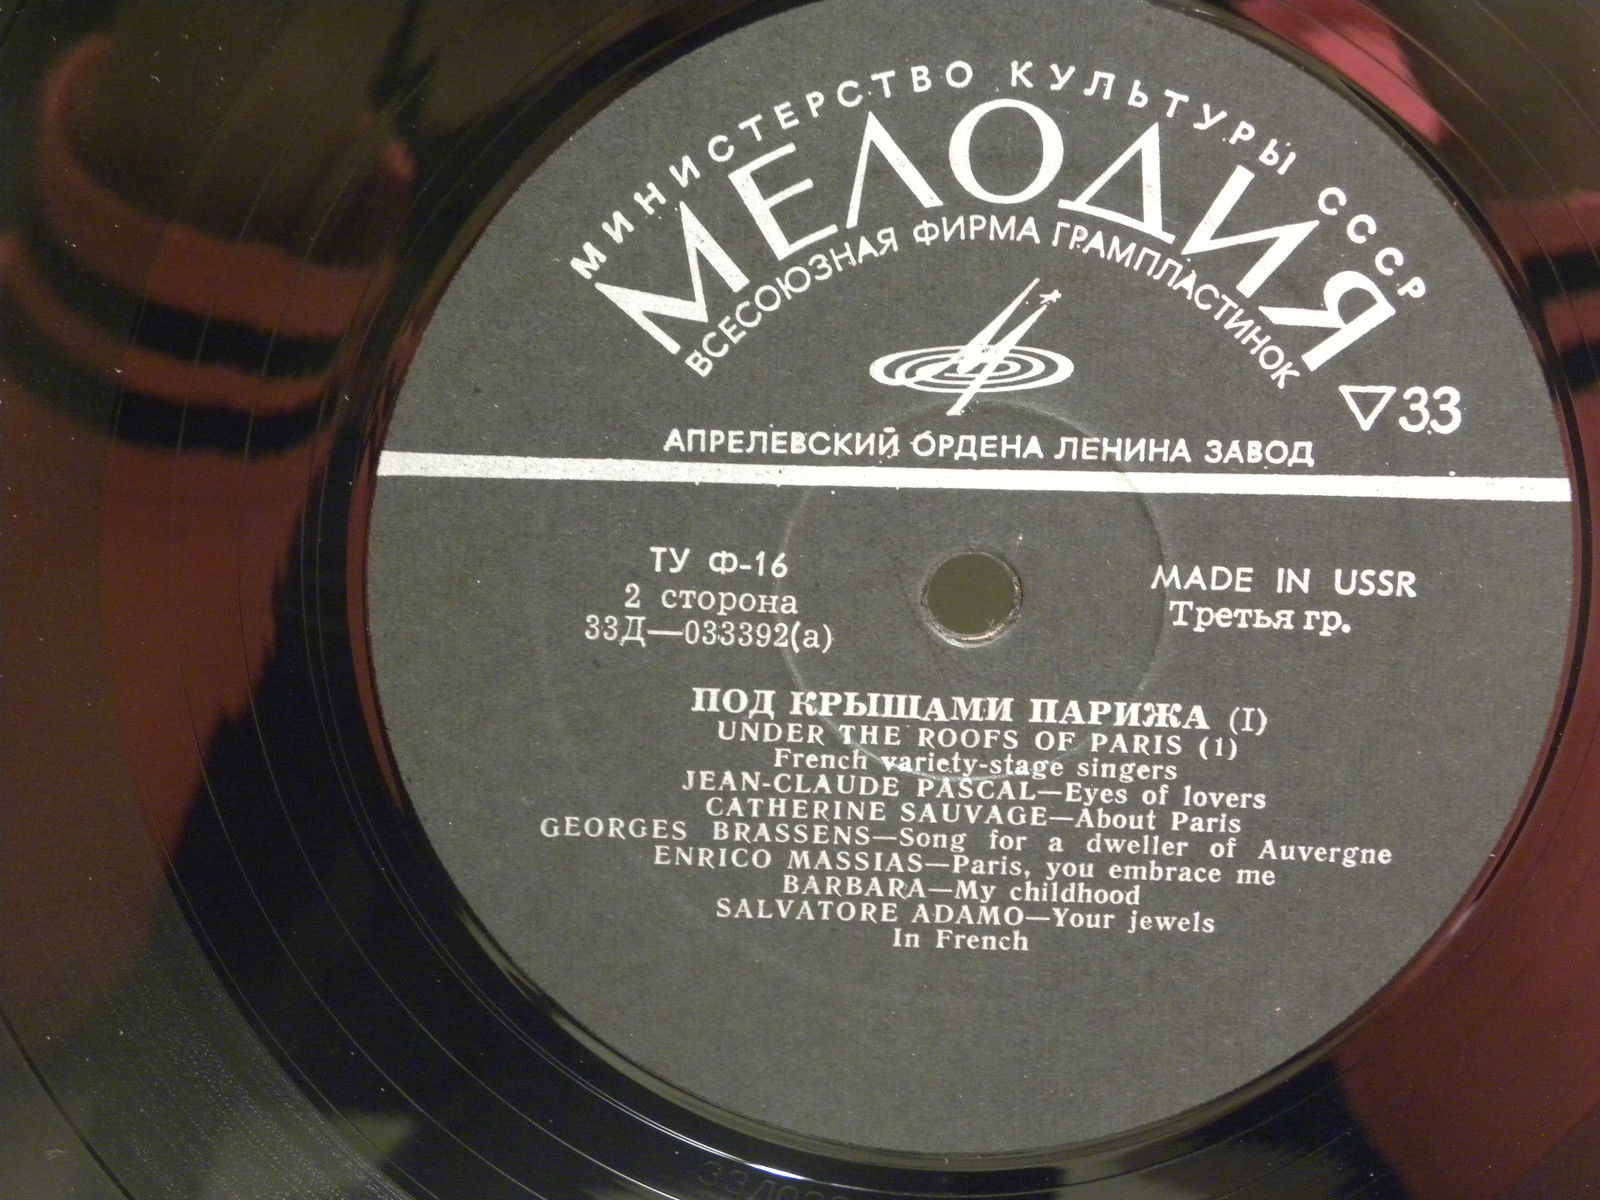 МИНИСТЕРСТВО КУЛЬТУРЫ СССР
МЕЛОДИЯ
ВСЕСОЮЗНАЯ ФИРМА ГРАМПЛАСТИНОК
33
АПРЕЛЕВСКИЙ ОРДЕНА ЛЕНИНА ЗАВОД
ТУ Ф-16
2 сторона
33Д—033392(а)
MADE IN USSR
Третья гр.
ПОД КРЫШАМИ ПАРИЖА (I)
UNDER THE ROOFS OF PARIS (1)
French variety-stage singers
JEAN-CLAUDE PASCAL—Eyes of lovers
CATHERINE SAUVAGE—About Paris
GEORGES BRASSENS—Song for a dweller of Auvergne
ENRICO MASSIAS—Paris, you embrace me
BARBARA—My childhood
SALVATORE ADAMO—Your jewels
In French